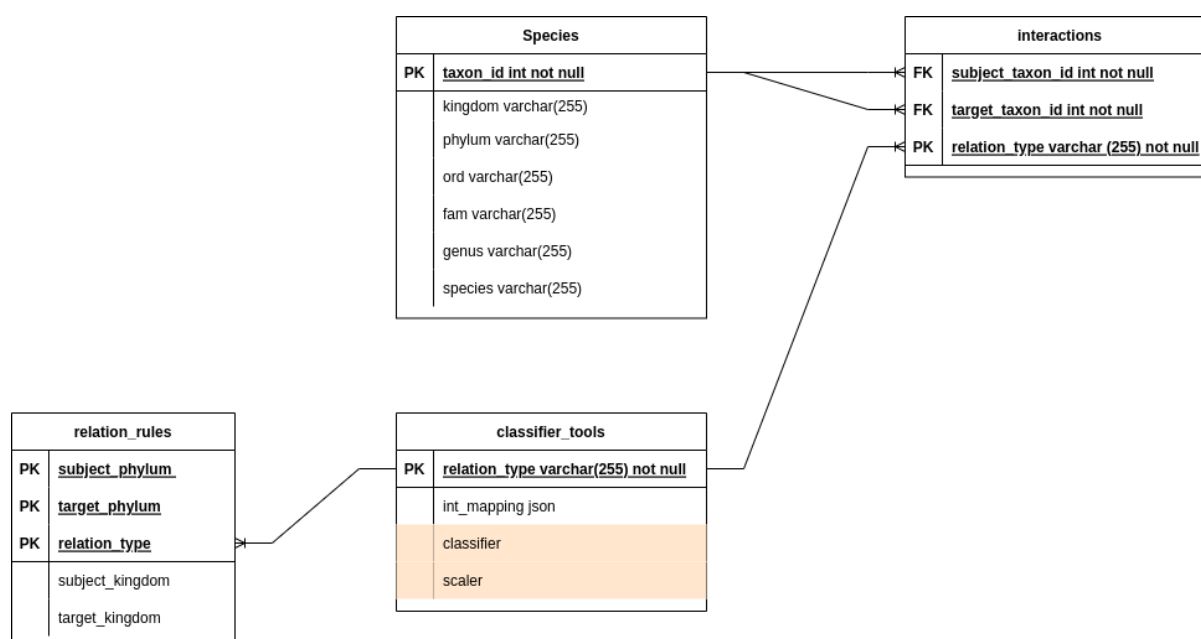 Species
PK taxon_id int not null
kingdom varchar(255)
phylum varchar(255)
ord varchar(255)
fam varchar(255)
genus varchar(255)
species varchar(255)
interactions
FK subject_taxon_id int not null
FK target_taxon_id int not null
PK relation_type varchar (255) not null
relation_rules
PK subject_phylum
PK target_phylum
PK relation_type
subject_kingdom
target_kingdom
classifier_tools
PK relation_type varchar(255) not null
int_mapping json
classifier
scaler